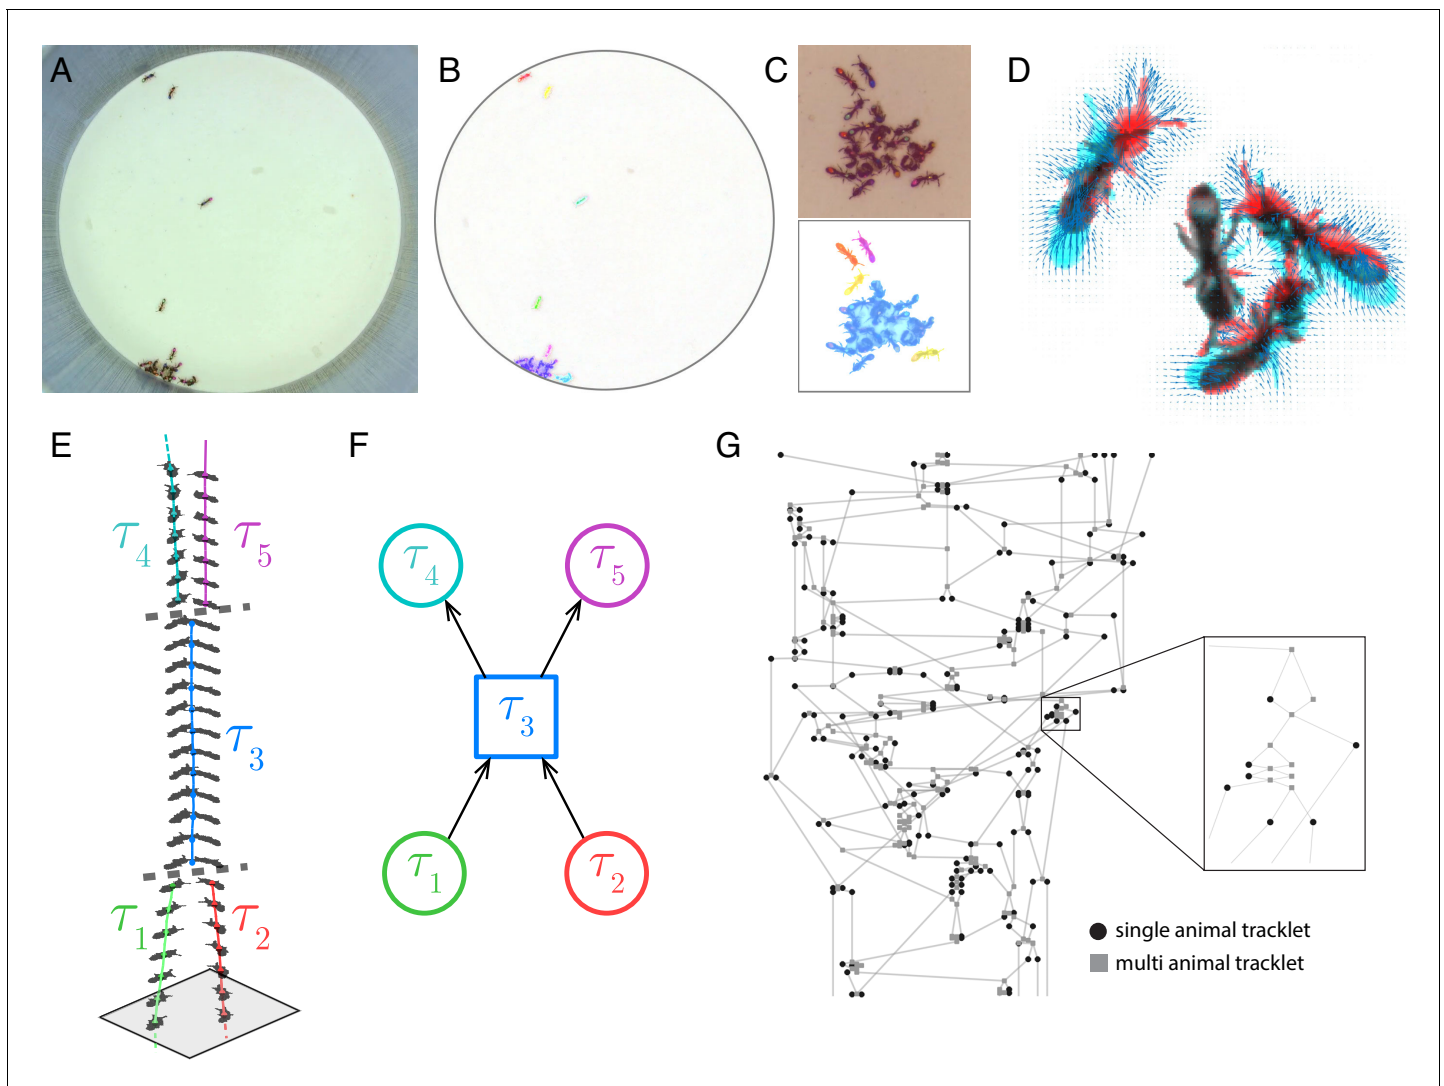 A
B
C
D
E
F
G
τ4
τ5
τ3
τ1
τ2
τ4
τ5
τ3
τ1
τ2
single animal tracklet
multi animal tracklet